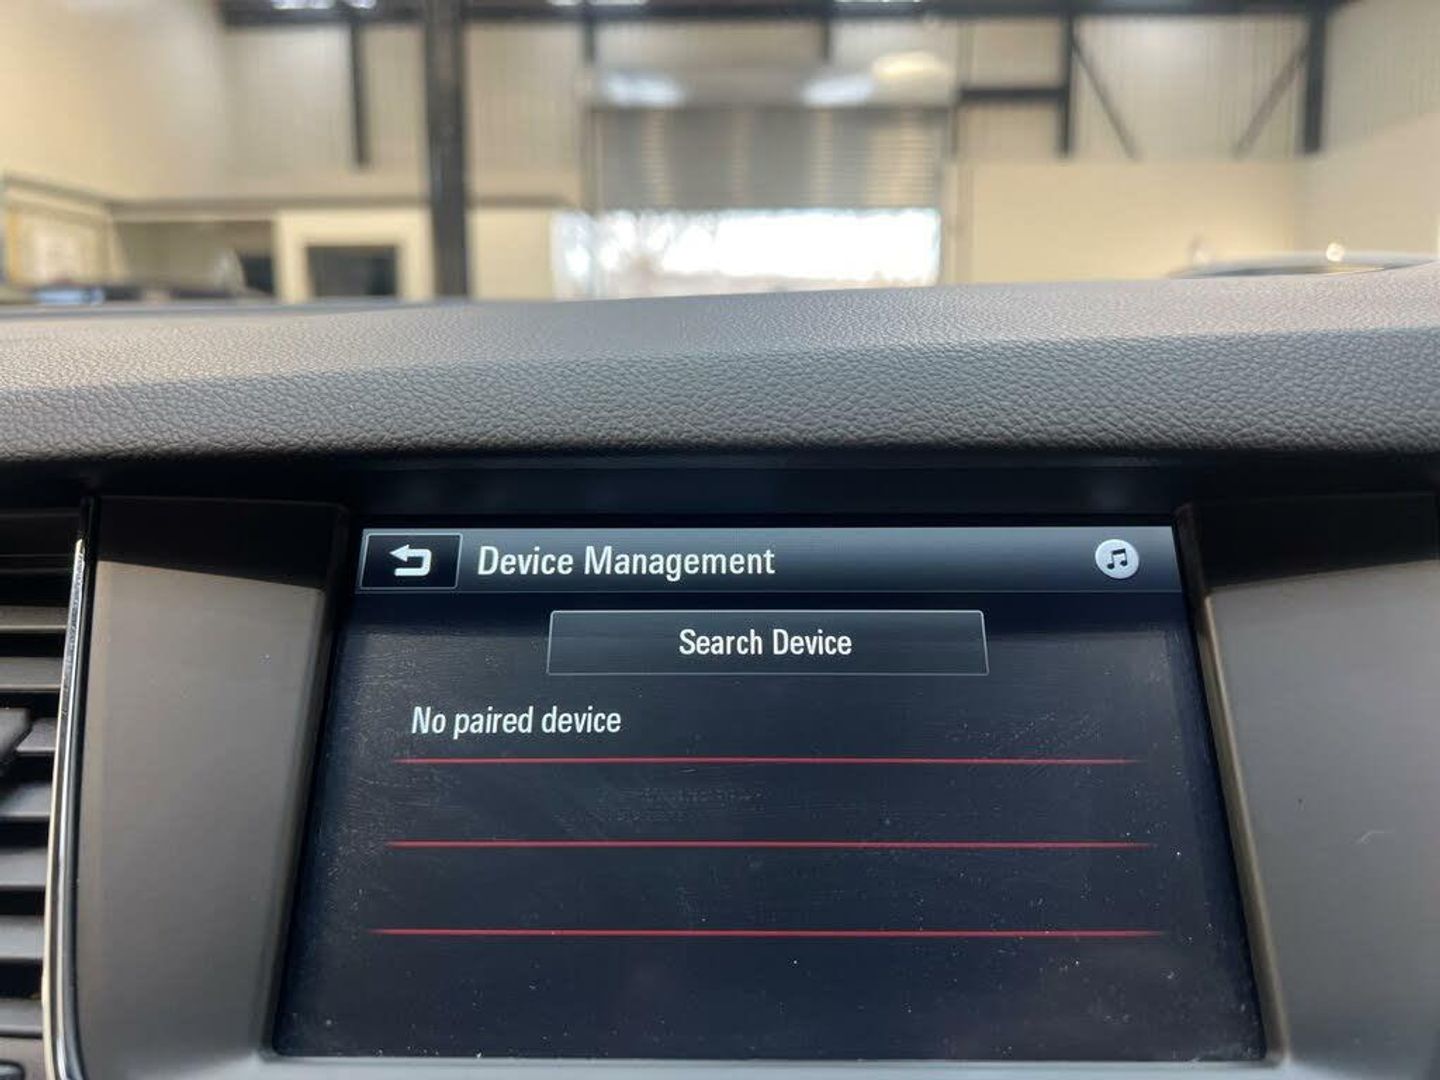 Device Management
Search Device
No paired device